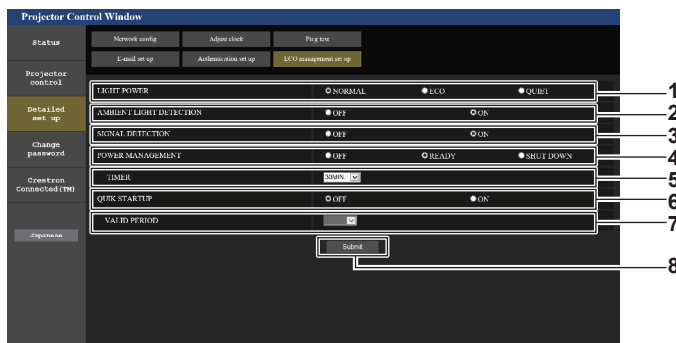 Projector Control Window
Status
Network config Adjust clock Ping test
E-mail set up Authentication set up ECO management set up
Projector
control
Detailed
set up
Change
password
Crestron
Connected(TM)
Japanese
LIGHT POWER NORMAL ECO QUIET 1
AMBIENT LIGHT DETECTION OFF ON 2
SIGNAL DETECTION OFF ON 3
POWER MANAGEMENT OFF READY SHUT DOWN 4
TIMER 30MIN. 5
QUIK STARTUP OFF ON 6
VALID PERIOD 7
Submit 8